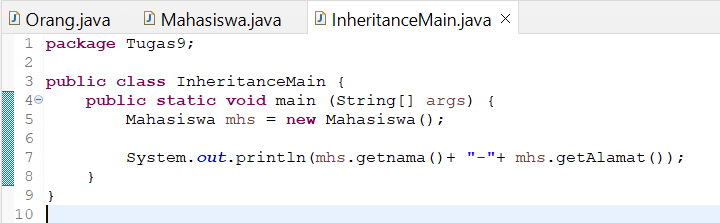 Orang.java Mahasiswa.java InheritanceMain.java
1 package Tugas9;
2
3 public class InheritanceMain {
4 public static void main (String[] args) {
5 Mahasiswa mhs = new Mahasiswa();
6
7 System.out.println(mhs.getnama()+ "-"+ mhs.getAlamat());
8 }
9 }
10